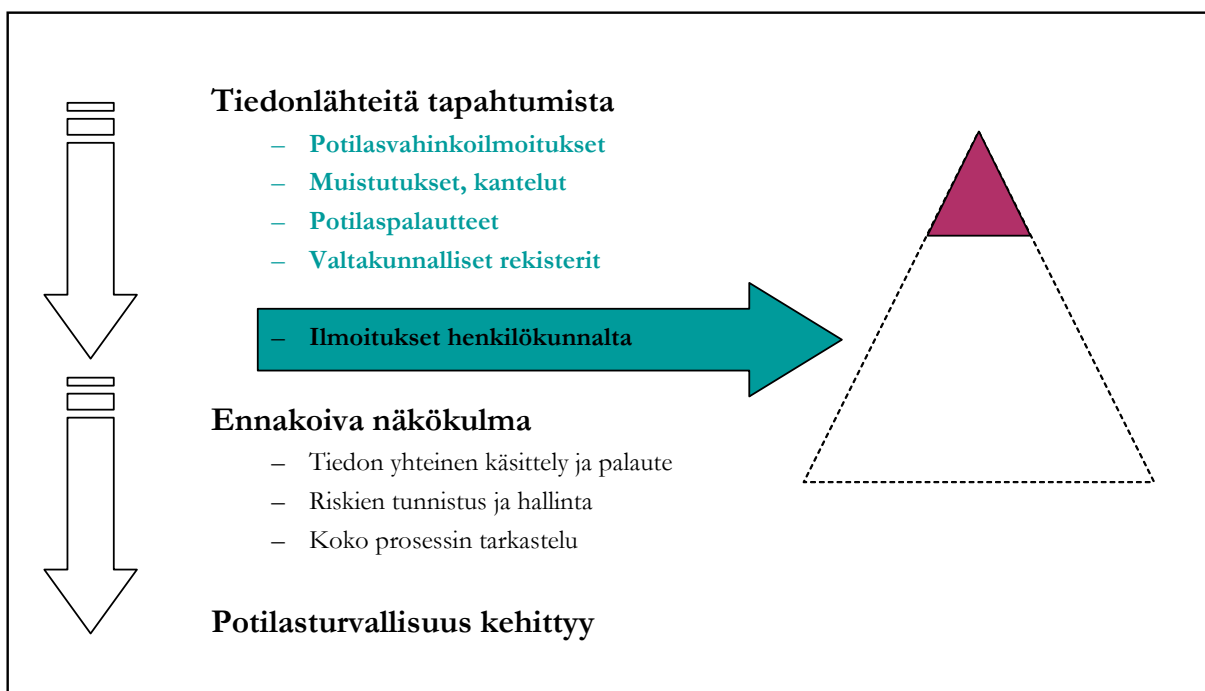 Tiedonlähteitä tapahtumista
– Potilasvahinkoilmoitukset
– Muistutukset, kantelut
– Potilaspalautteet
– Valtakunnalliset rekisterit
– Ilmoitukset henkilökunnalta
Ennakoiva näkökulma
– Tiedon yhteinen käsittely ja palaute
– Riskien tunnistus ja hallinta
– Koko prosessin tarkastelu
Potilasturvallisuus kehittyy